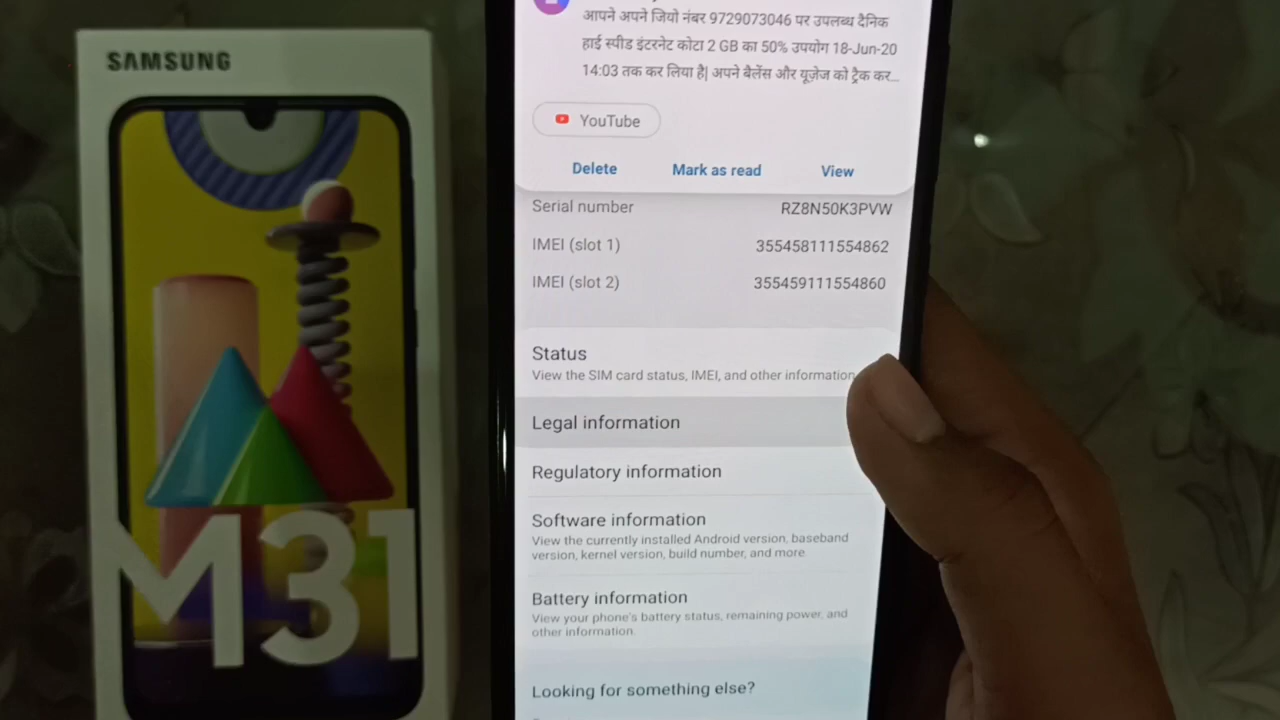 SAMSUNG
M31
आपने अपने जियो नंबर 9729073046 पर उपलब्ध दैनिक
हाई स्पीड इंटरनेट कोटा 2 GB का 50% उपयोग 18-Jun-20
14:03 तक कर लिया है| अपने बैलेंस और यूज़ेज को ट्रैक कर...
YouTube
Delete
Mark as read
View
Serial number
RZ8N50K3PVW
IMEI (slot 1)
355458111554862
IMEI (slot 2)
355459111554860
Status
View the SIM card status, IMEI, and other information.
Legal information
Regulatory information
Software information
View the currently installed Android version, baseband
version, kernel version, build number, and more.
Battery information
View your phone's battery status, remaining power, and
other information.
Looking for something else?